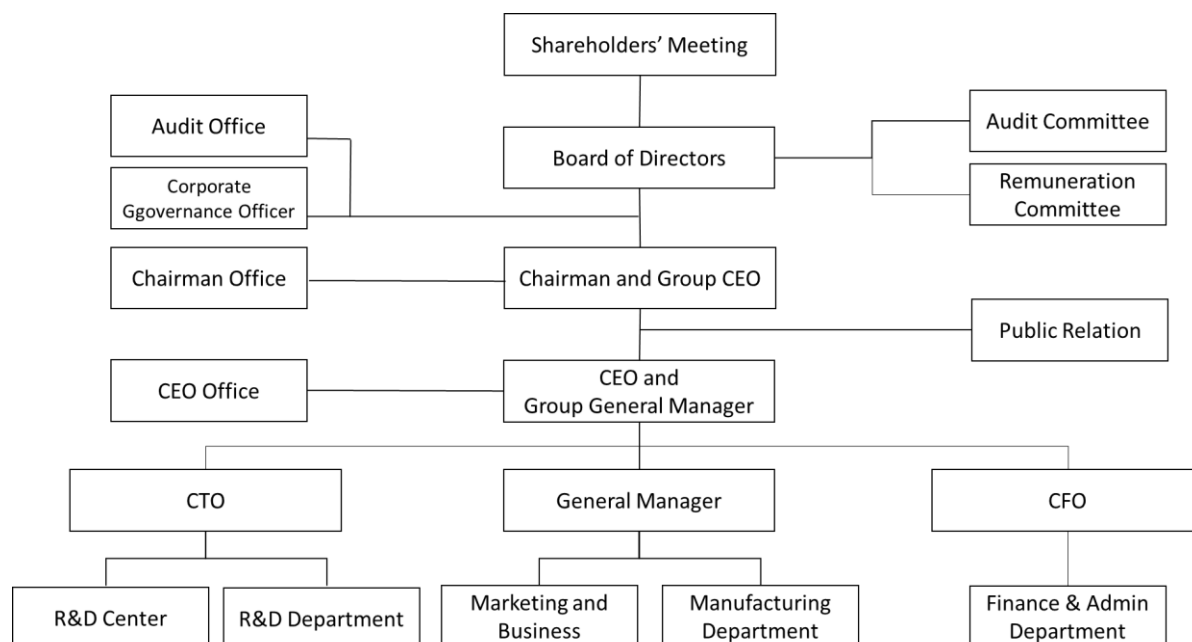 Shareholders’ Meeting
Audit Office
Board of Directors
Audit Committee
Corporate
Ggovernance Officer
Remuneration
Committee
Chairman Office
Chairman and Group CEO
Public Relation
CEO Office
CEO and
Group General Manager
CTO
General Manager
CFO
R&D Center
R&D Department
Marketing and
Business
Manufacturing
Department
Finance & Admin
Department